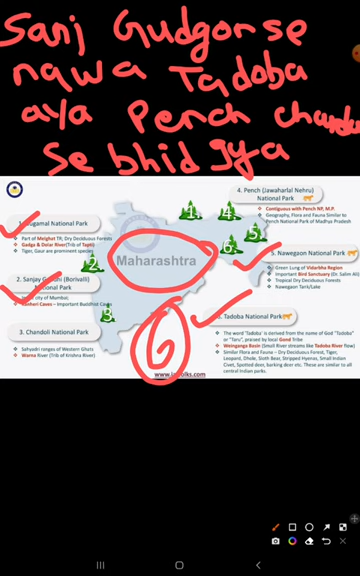 Sanj Gudgorse
nawa Tadoba
aya Pench chandu
se bhid gya
4. Pench (Jawaharlal Nehru)
National Park
Contiguous with Pench NP, M.P.
Geography, Flora and Fauna Similar to
Pench National Park of Madhya Pradesh.
1. Gugamal National Park
Part of Melghat TR, Dry Deciduous Forests
Gadga & Dolar River (Trib of Tapti)
Tiger, Gaur are prominent species
1
4
5
6
2
3
Maharashtra
5. Nawegaon National Park
Green Lung of Vidarbha Region
Important Bird Sanctuary (Dr. Salim Ali)
Tropical Dry Deciduous Forests
Nawegaon Tank/Lake
2. Sanjay Gandhi (Borivalli)
National Park
city of Mumbai,
Kanheri Caves – Important Buddhist Caves
6
Tadoba National Park
The word 'Tadoba' is derived from the name of God "Tadoba"
or "Taru", praised by local Gond Tribe
Weingenga Basin (Small River streams like Tadoba River flow)
Similar Flora and Fauna – Dry Deciduous Forest, Tiger,
Leopard, Dhole, Sloth Bear, Stripped Hyenas, Small Indian
Civet, Spotted deer, barking deer etc. These are similar to all
central Indian parks.
3. Chandoli National Park
Sahyadri ranges of Western Ghats
Warna River (Trib of Krishna River)